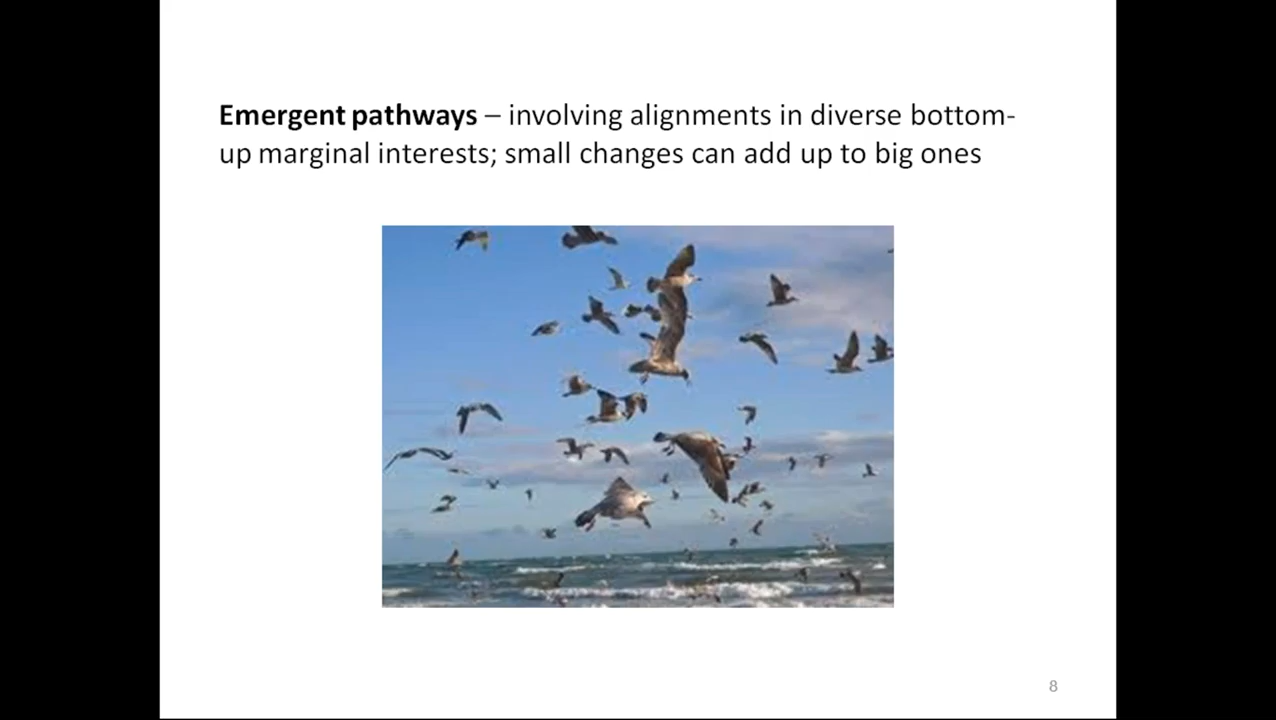 Emergent pathways – involving alignments in diverse bottom-
up marginal interests; small changes can add up to big ones
8